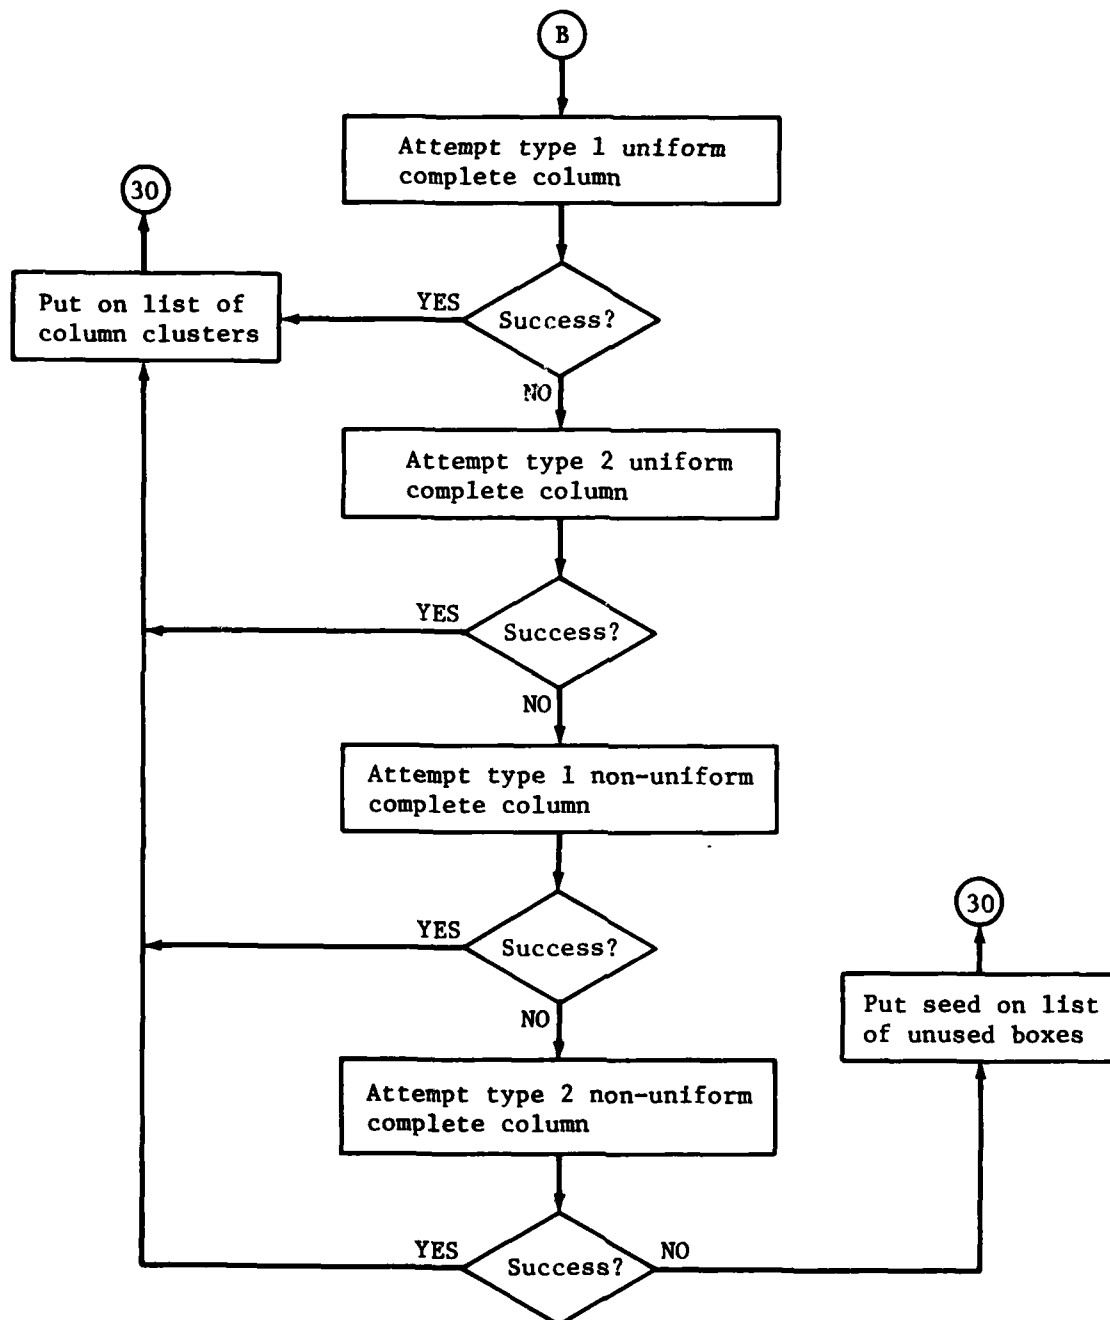 B
Attempt type 1 uniform
complete column
30
Put on list of
column clusters
YES
Success?
NO
Attempt type 2 uniform
complete column
YES
Success?
NO
Attempt type 1 non-uniform
complete column
YES
Success?
NO
30
Put seed on list
of unused boxes
Attempt type 2 non-uniform
complete column
YES
Success?
NO